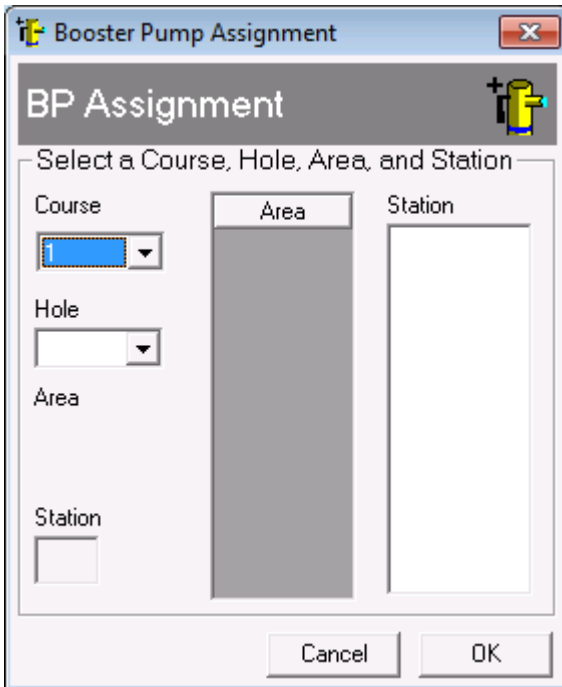 Booster Pump Assignment
BP Assignment
Select a Course, Hole, Area, and Station
Course
1
Hole
Area
Station
Area
Station
Cancel
OK